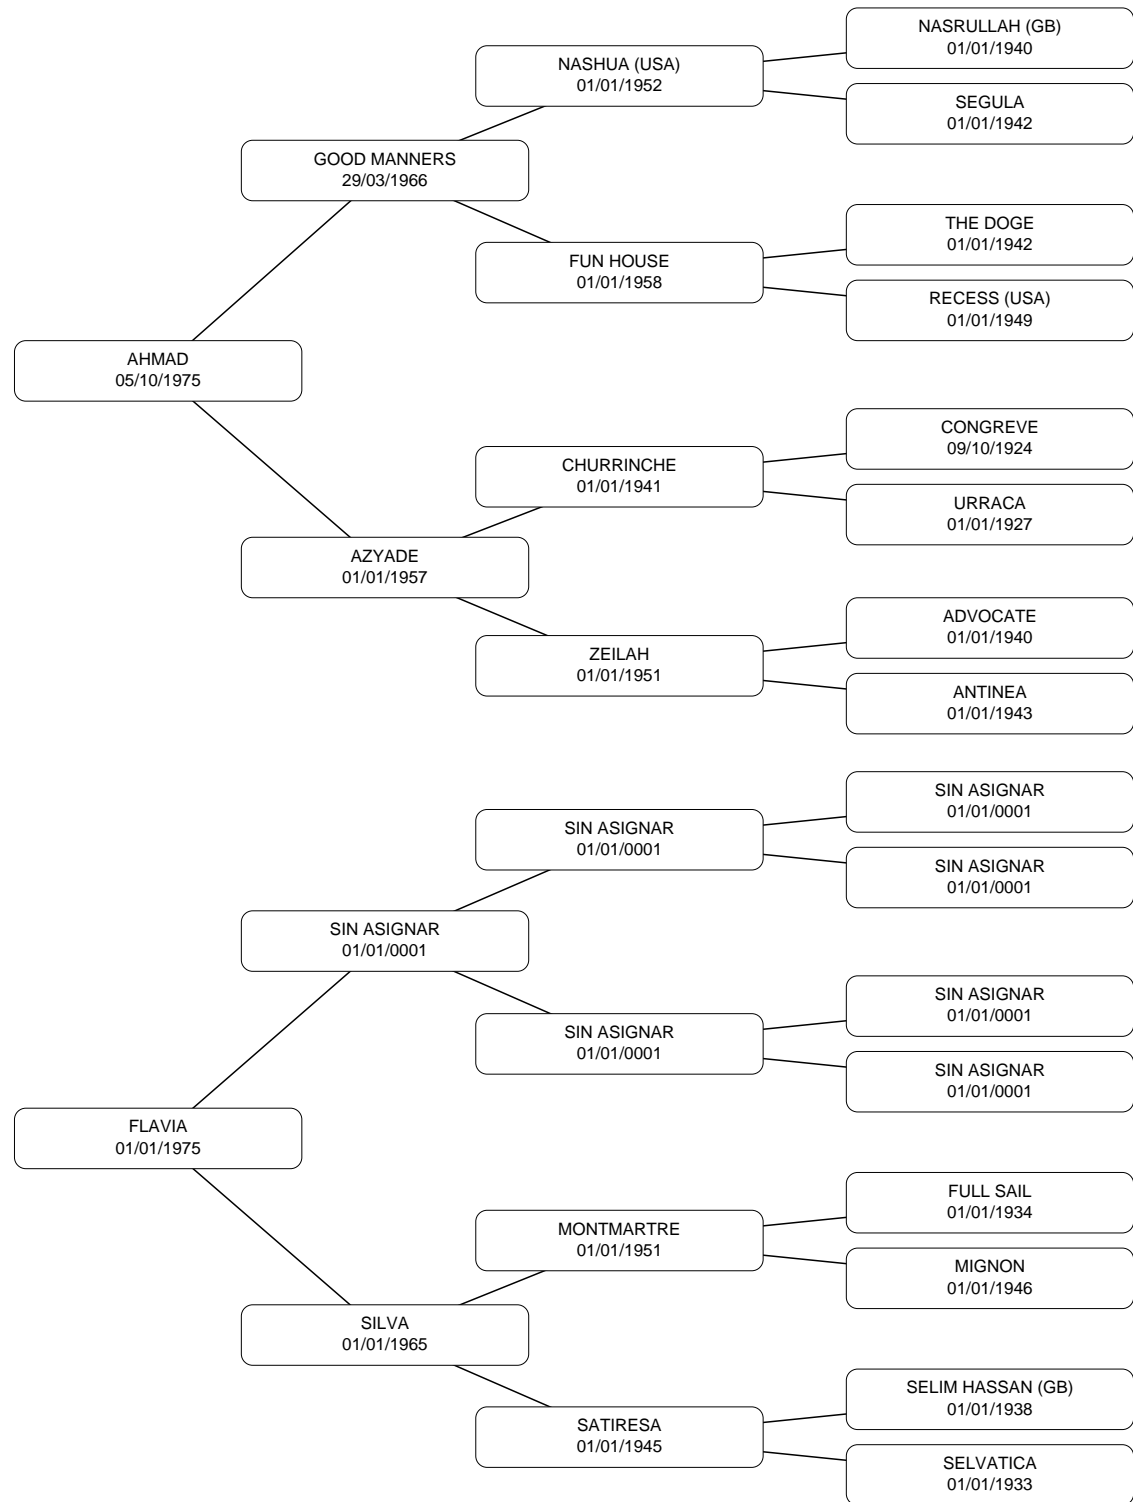 NASRULLAH (GB)
01/01/1940
NASHUA (USA)
01/01/1952
SEGULA
01/01/1942
GOOD MANNERS
29/03/1966
THE DOGE
01/01/1942
FUN HOUSE
01/01/1958
RECESS (USA)
01/01/1949
AHMAD
05/10/1975
CONGREVE
09/10/1924
CHURRINCHE
01/01/1941
URRACA
01/01/1927
AZYADE
01/01/1957
ADVOCATE
01/01/1940
ZEILAH
01/01/1951
ANTINEA
01/01/1943
SIN ASIGNAR
01/01/0001
SIN ASIGNAR
01/01/0001
SIN ASIGNAR
01/01/0001
SIN ASIGNAR
01/01/0001
SIN ASIGNAR
01/01/0001
SIN ASIGNAR
01/01/0001
SIN ASIGNAR
01/01/0001
FLAVIA
01/01/1975
FULL SAIL
01/01/1934
MONTMARTRE
01/01/1951
MIGNON
01/01/1946
SILVA
01/01/1965
SELIM HASSAN (GB)
01/01/1938
SATIRESA
01/01/1945
SELVATICA
01/01/1933